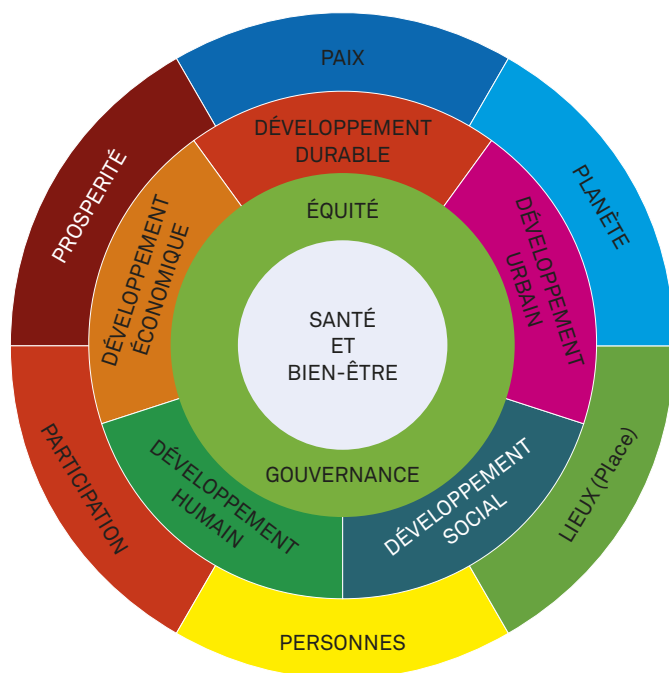 PAIX
PLANÈTE
LIEUX (Place)
PERSONNES
PARTICIPATION
PROSPERITÉ
DÉVELOPPEMENT
DURABLE
DÉVELOPPEMENT
URBAIN
DÉVELOPPEMENT
SOCIAL
DÉVELOPPEMENT
HUMAIN
DÉVELOPPEMENT
ÉCONOMIQUE
ÉQUITÉ
GOUVERNANCE
SANTÉ
ET
BIEN-ÊTRE